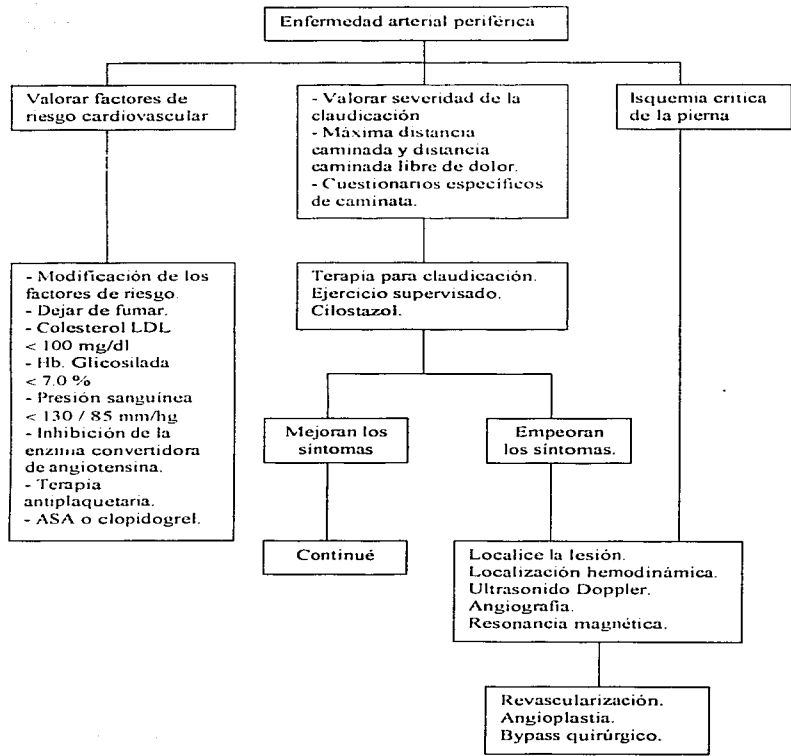 Enfermedad arterial periférica
Valorar factores de
riesgo cardiovascular
- Valorar severidad de la
claudicación
- Máxima distancia
caminada y distancia
caminada libre de dolor.
- Cuestionarios específicos
de caminata.
Isquemia critica
de la pierna
- Modificación de los
factores de riesgo.
- Dejar de fumar.
- Colesterol LDL
< 100 mg/dl
- Hb. Glicosilada
< 7.0 %
- Presión sanguínea
< 130 / 85 mm/hg
- Inhibición de la
enzima convertidora
de angiotensina.
- Terapia
antiplaquetaria.
- ASA o clopidogrel.
Terapia para claudicación.
Ejercicio supervisado.
Cilostazol.
Mejoran los
síntomas
Empeoran
los síntomas.
Continué
Localice la lesión.
Localización hemodinámica.
Ultrasonido Doppler.
Angiografía.
Resonancia magnética.
Revascularización.
Angioplastía.
Bypass quirúrgico.